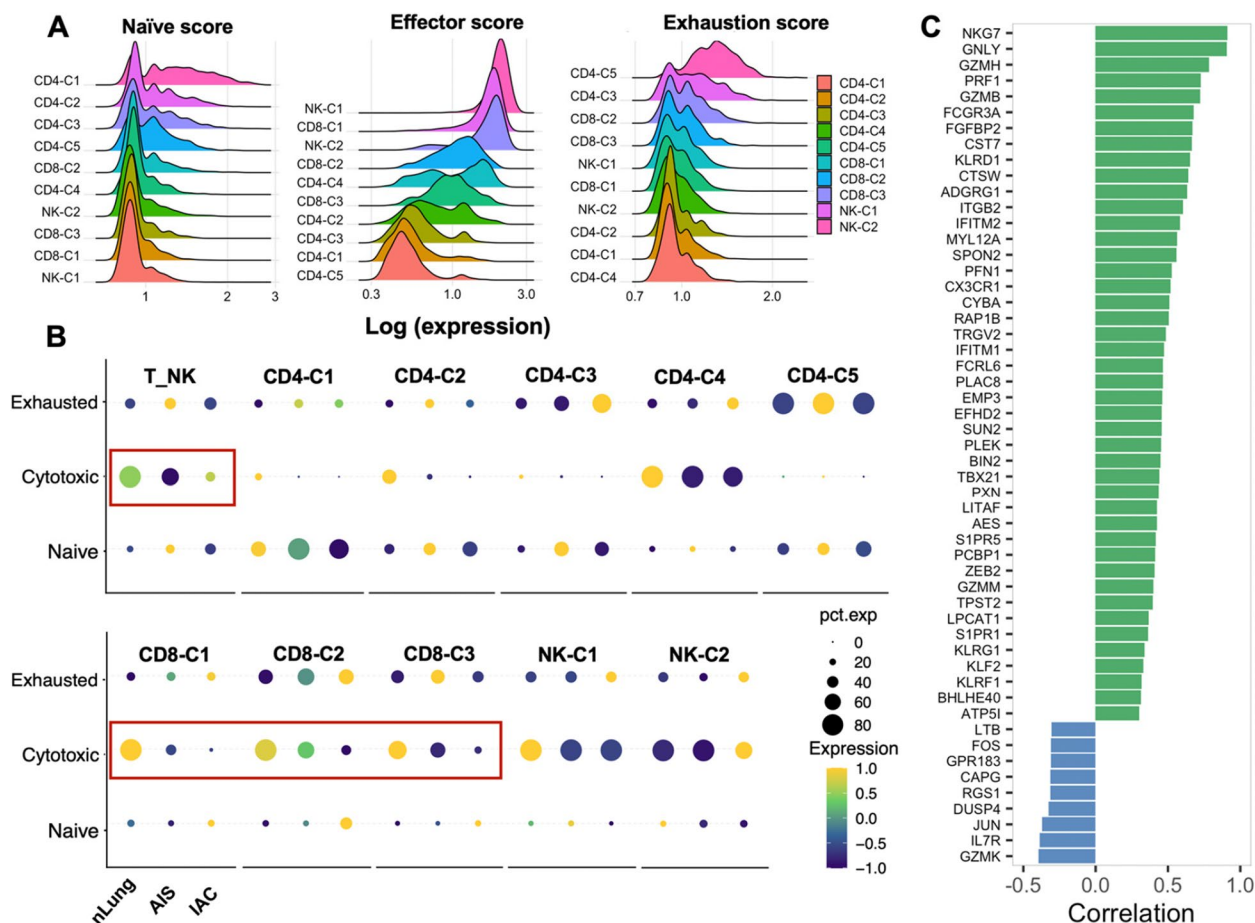 A
Naïve score
Effector score
Exhaustion score
CD4-C1
CD4-C2
CD4-C3
CD4-C5
CD8-C2
CD4-C4
NK-C2
CD8-C3
CD8-C1
NK-C1
1
2
3
NK-C1
CD8-C1
NK-C2
CD8-C2
CD4-C4
CD8-C3
CD4-C2
CD4-C3
CD4-C1
CD4-C5
0.3
1.0
3.0
CD4-C5
CD4-C3
CD8-C2
CD8-C3
NK-C1
CD8-C1
NK-C2
CD4-C2
CD4-C1
CD4-C4
0.7
1.0
2.0
CD4-C1
CD4-C2
CD4-C3
CD4-C4
CD4-C5
CD8-C1
CD8-C2
CD8-C3
NK-C1
NK-C2
Log (expression)
B
T_NK
CD4-C1
CD4-C2
CD4-C3
CD4-C4
CD4-C5
Exhausted
Cytotoxic
Naive
CD8-C1
CD8-C2
CD8-C3
NK-C1
NK-C2
Exhausted
Cytotoxic
Naive
nLung
AIS
IAC
pct.exp
0
20
40
60
80
Expression
1.0
0.5
0.0
-0.5
-1.0
C
NKG7
GNLY
GZMH
PRF1
GZMB
FCGR3A
FGFBP2
CST7
KLRD1
CTSW
ADGRG1
ITGB2
IFITM2
MYL12A
SPON2
PFN1
CX3CR1
CYBA
RAP1B
TRGV2
IFITM1
FCRL6
PLAC8
EMP3
EFHD2
SUN2
PLEK
BIN2
TBX21
PXN
LITAF
AES
S1PR5
PCBP1
ZEB2
GZMM
TPST2
LPCAT1
S1PR1
KLRG1
KLF2
KLRF1
BHLHE40
ATP5I
LTB
FOS
GPR183
CAPG
RGS1
DUSP4
JUN
IL7R
GZMK
-0.5
0.0
0.5
1.0
Correlation